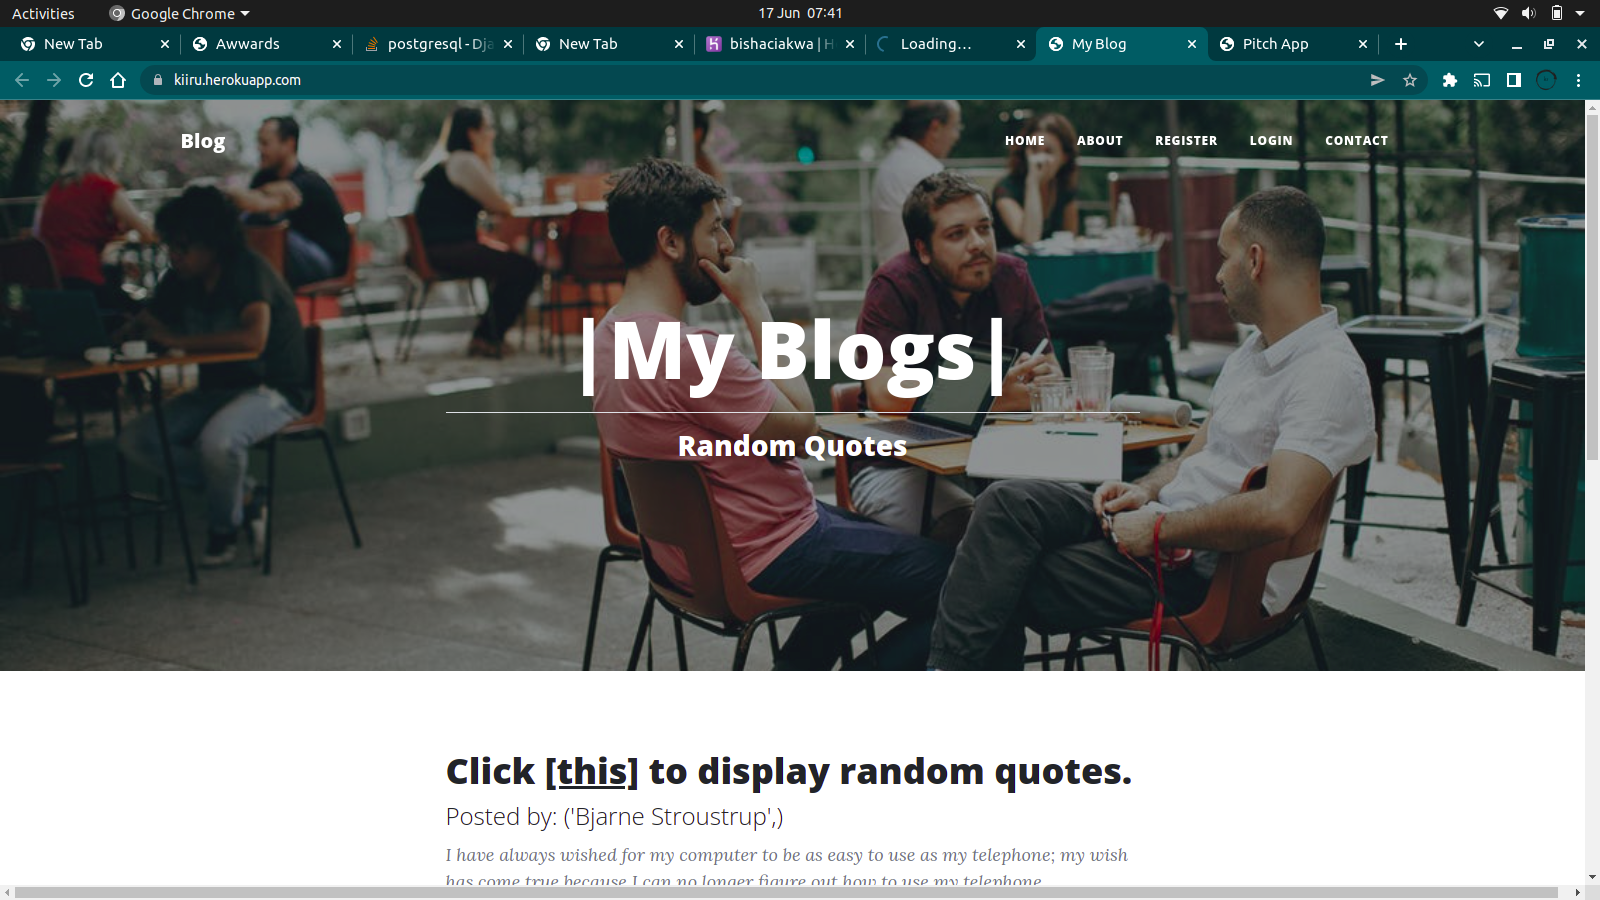 Activities
Google Chrome
17 Jun 07:41
New Tab
Awwards
postgresql - Dja
New Tab
bishaciakwa | H
Loading…
My Blog
Pitch App
kiiru.herokuapp.com
Blog
HOME
ABOUT
REGISTER
LOGIN
CONTACT
|My Blogs|
Random Quotes
Click [this] to display random quotes.
Posted by: ('Bjarne Stroustrup',)
I have always wished for my computer to be as easy to use as my telephone; my wish
has come true because I can no longer figure out how to use my telephone